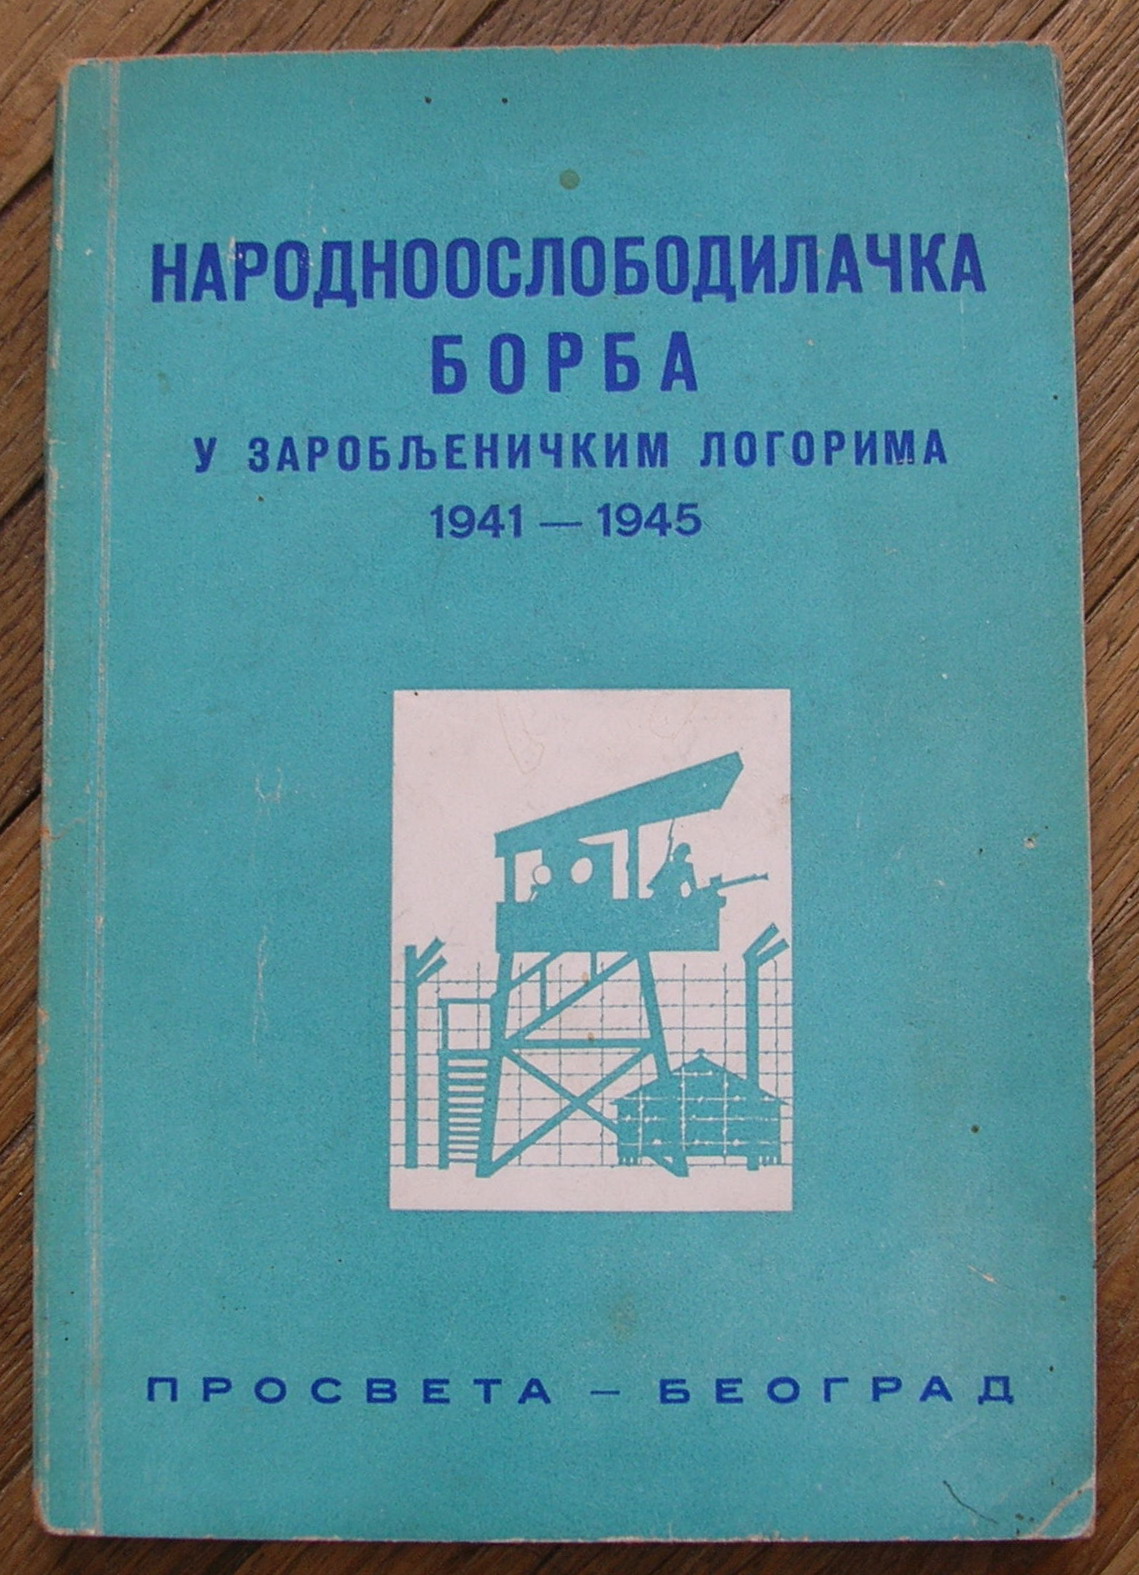 НАРОДНООСЛОБОДИЛАЧКА
БОРБА
У ЗАРОБЉЕНИЧКИМ ЛОГОРИМА
1941 — 1945
ПРОСВЕТА — БЕОГРАД